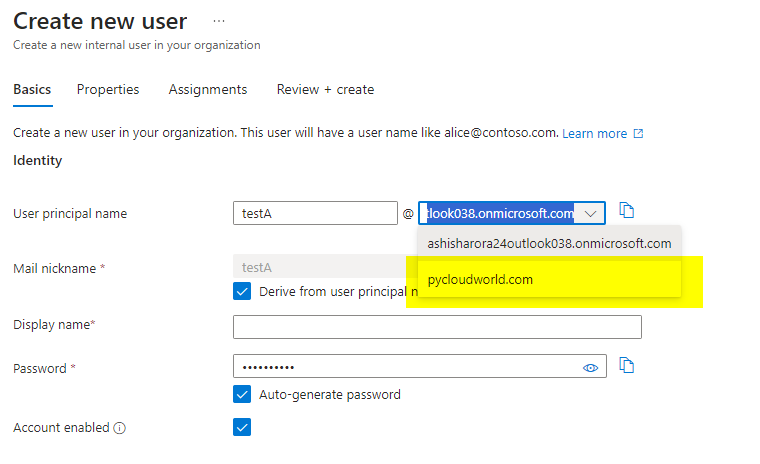 Create new user ...
Create a new internal user in your organization
Basics Properties Assignments Review + create
Create a new user in your organization. This user will have a user name like alice@contoso.com. Learn more
Identity
User principal name testA @ tlook038.onmicrosoft.com
ashisharora24outlook038.onmicrosoft.com
Mail nickname * testA
pycloudworld.com
Derive from user principal n
Display name*
Password * ••••••••••
Auto-generate password
Account enabled